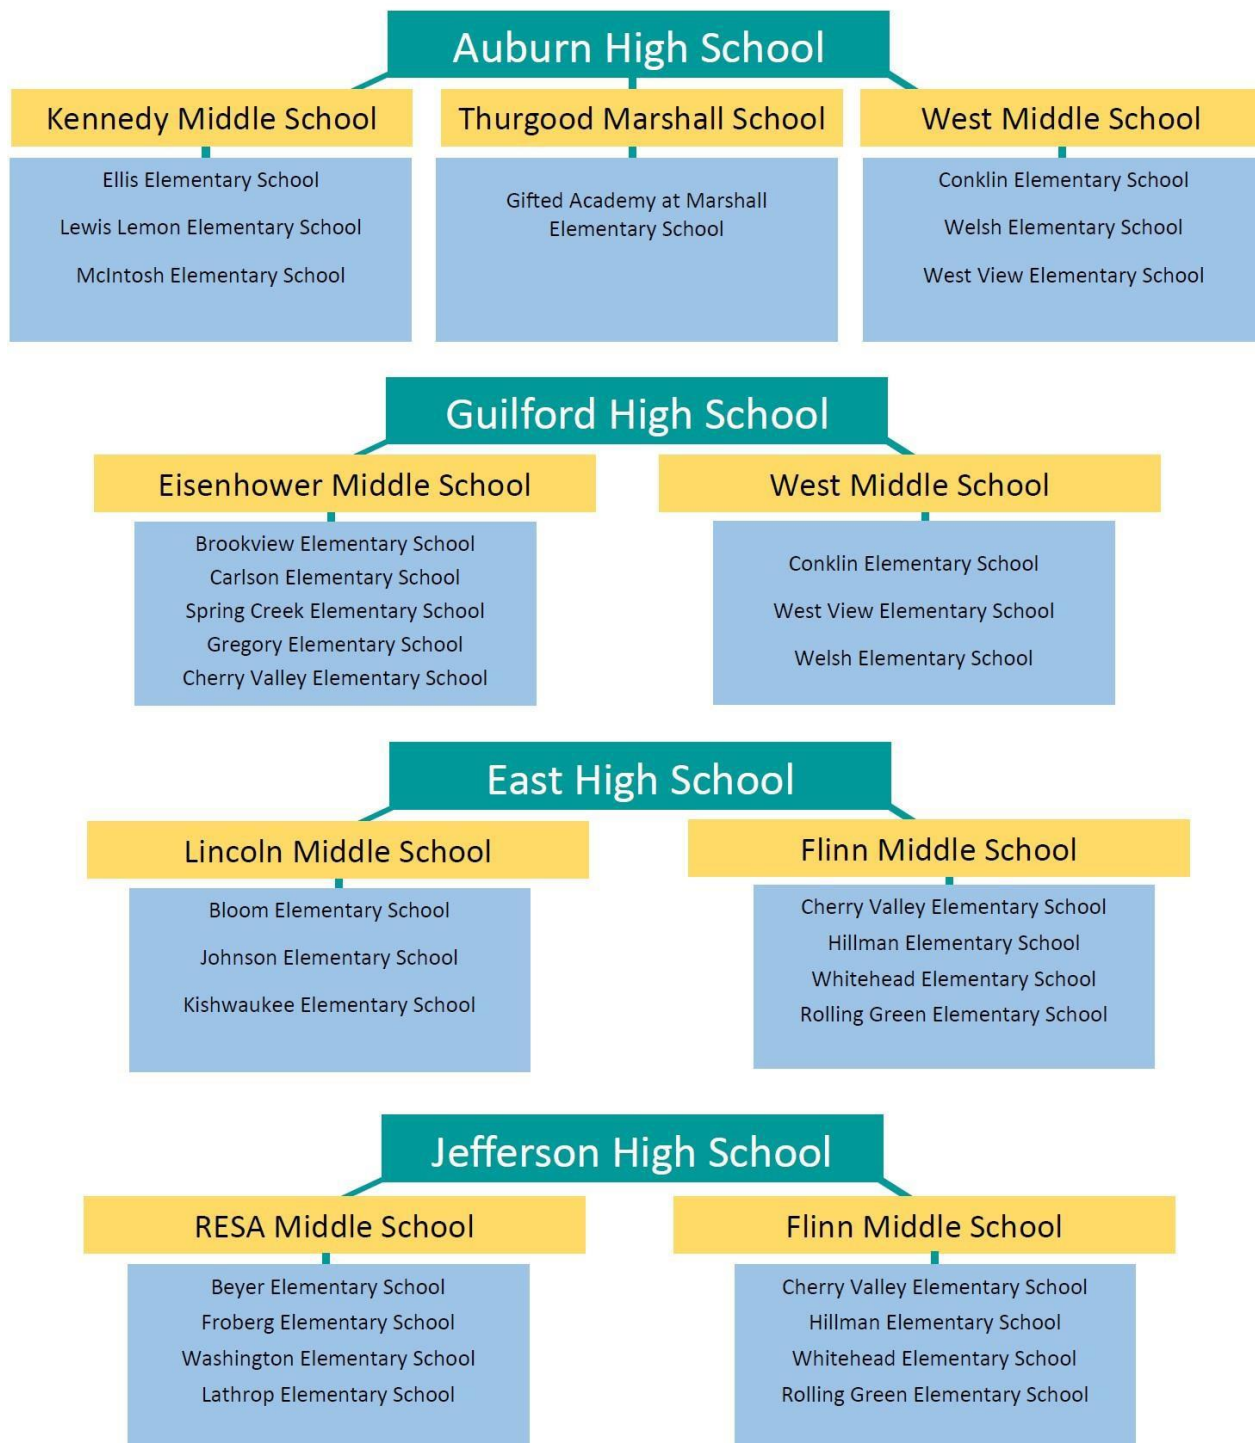 Auburn High School
Kennedy Middle School
Ellis Elementary School
Lewis Lemon Elementary School
McIntosh Elementary School
Thurgood Marshall School
Gifted Academy at Marshall
Elementary School
West Middle School
Conklin Elementary School
Welsh Elementary School
West View Elementary School
Guilford High School
Eisenhower Middle School
Brookview Elementary School
Carlson Elementary School
Spring Creek Elementary School
Gregory Elementary School
Cherry Valley Elementary School
West Middle School
Conklin Elementary School
West View Elementary School
Welsh Elementary School
East High School
Lincoln Middle School
Bloom Elementary School
Johnson Elementary School
Kishwaukee Elementary School
Flinn Middle School
Cherry Valley Elementary School
Hillman Elementary School
Whitehead Elementary School
Rolling Green Elementary School
Jefferson High School
RESA Middle School
Beyer Elementary School
Froberg Elementary School
Washington Elementary School
Lathrop Elementary School
Flinn Middle School
Cherry Valley Elementary School
Hillman Elementary School
Whitehead Elementary School
Rolling Green Elementary School